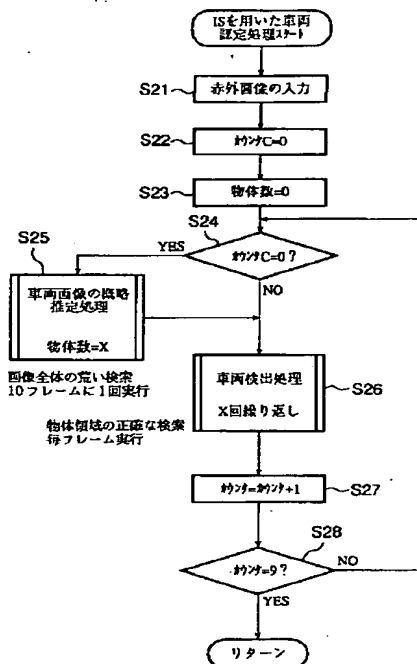 ISを用いた車両
認定処理スタート
S21
赤外画像の入力
S22
カウンタC=0
S23
物体数=0
S24
カウンタC=0?
YES
NO
S25
車両画像の概略
推定処理
物体数=X
画像全体の荒い検索
10フレームに1回実行
車両検出処理
X回繰り返し
S26
物体領域の正確な検索
毎フレーム実行
カウンタ=カウンタ+1
S27
S28
カウンタ=9?
NO
YES
リターン